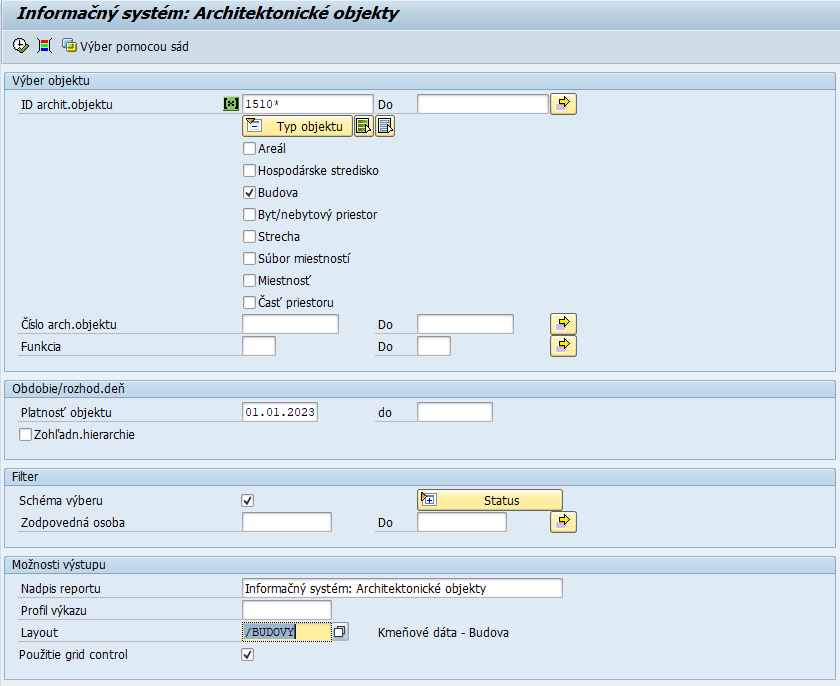 Informačný systém: Architektonické objekty
Výber pomocou sád
Výber objektu
ID archit.objektu 1510* Do
Typ objektu
Areál
Hospodárske stredisko
Budova
Byt/nebytový priestor
Strecha
Súbor miestností
Miestnosť
Časť priestoru
Číslo arch.objektu Do
Funkcia Do
Obdobie/rozhod.deň
Platnosť objektu 01.01.2023 do
Zohľadn.hierarchie
Filter
Schéma výberu Status
Zodpovedná osoba Do
Možnosti výstupu
Nadpis reportu Informačný systém: Architektonické objekty
Profil výkazu
Layout /BUDOVY Kmeňové dáta - Budova
Použitie grid control